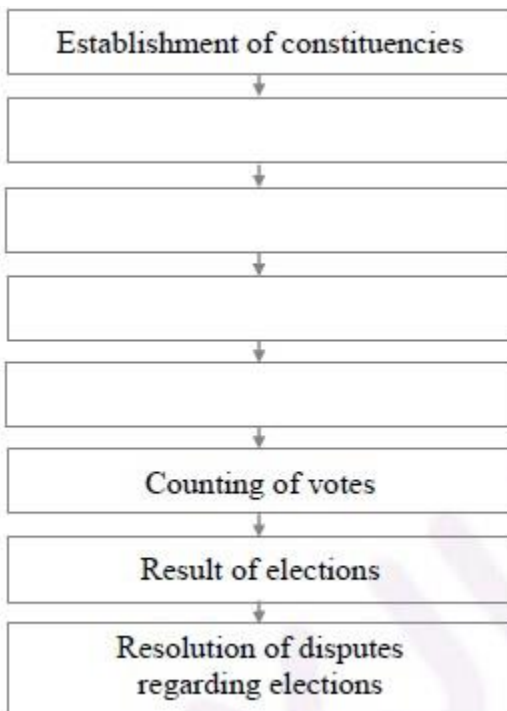 Establishment of constituencies
Counting of votes
Result of elections
Resolution of disputes
regarding elections